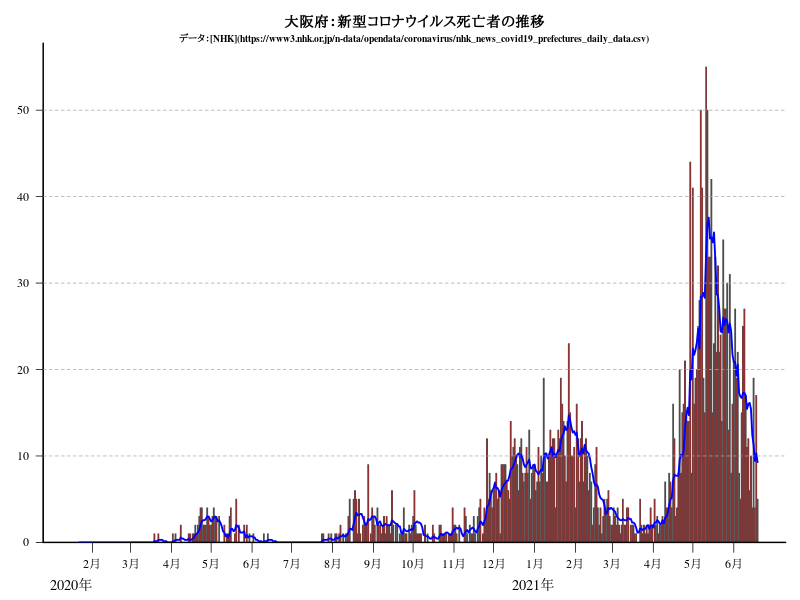 大阪府：新型コロナウイルス死亡者の推移
データ：[NHK](https://www3.nhk.or.jp/n-data/opendata/coronavirus/nhk_news_covid19_prefectures_daily_data.csv)
50
40
30
20
10
0
2月 3月 4月 5月 6月 7月 8月 9月 10月 11月 12月 1月 2月 3月 4月 5月 6月
2020年 2021年